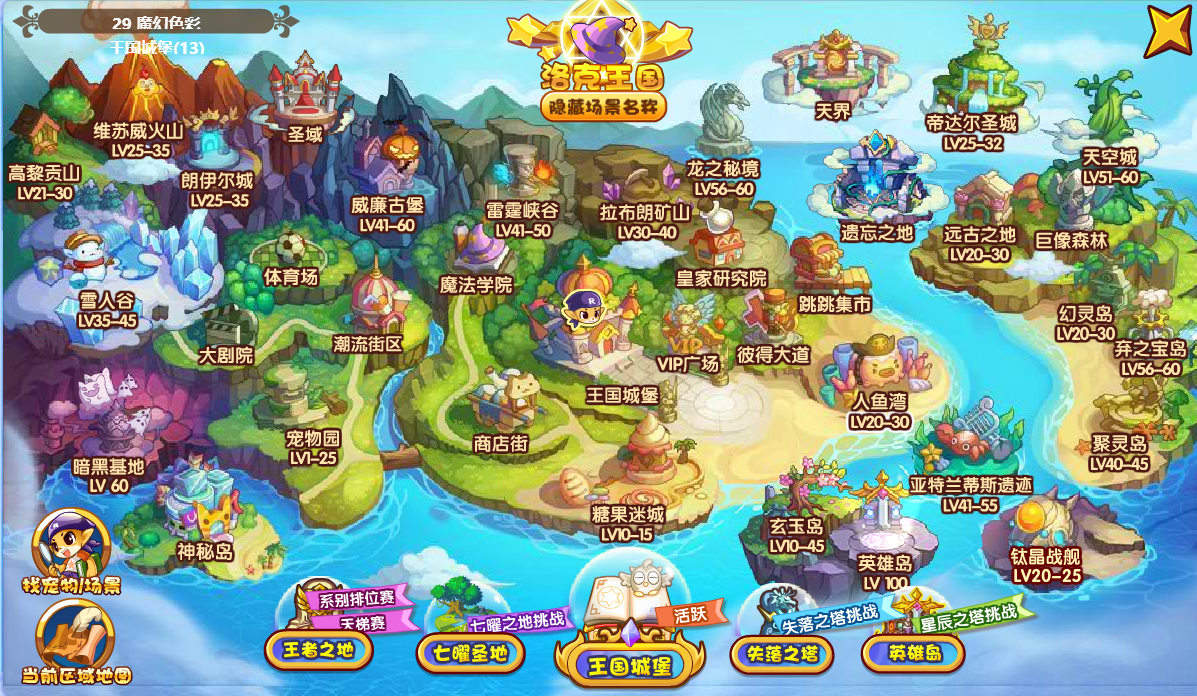 29 魔幻色彩
王国城堡(13)
洛克王国
隐藏场景名称
天界
帝达尔圣城
LV25-32
维苏威火山
LV25-35
圣域
天空城
LV51-60
高黎贡山
LV21-30
朗伊尔城
LV25-35
龙之秘境
LV56-60
威廉古堡
LV41-60
雷霆峡谷
LV41-50
拉布朗矿山
LV30-40
遗忘之地
远古之地
LV20-30
巨像森林
体育场
魔法学院
皇家研究院
雪人谷
LV35-45
跳跳集市
幻灵岛
LV20-30
大剧院
潮流街区
R
VIP
VIP广场
彼得大道
弃之宝岛
LV56-60
王国城堡
人鱼湾
LV20-30
宠物园
LV1-25
商店街
聚灵岛
LV40-45
暗黑基地
LV 60
亚特兰蒂斯遗迹
LV41-55
糖果迷城
LV10-15
玄玉岛
LV10-45
神秘岛
英雄岛
LV 100
钛晶战舰
LV20-25
找宠物/场景
系别排位赛
天梯赛
七曜之地挑战
活跃
失落之塔挑战
星辰之塔挑战
王者之地
七曜圣地
王国城堡
失落之塔
英雄岛
当前区域地图